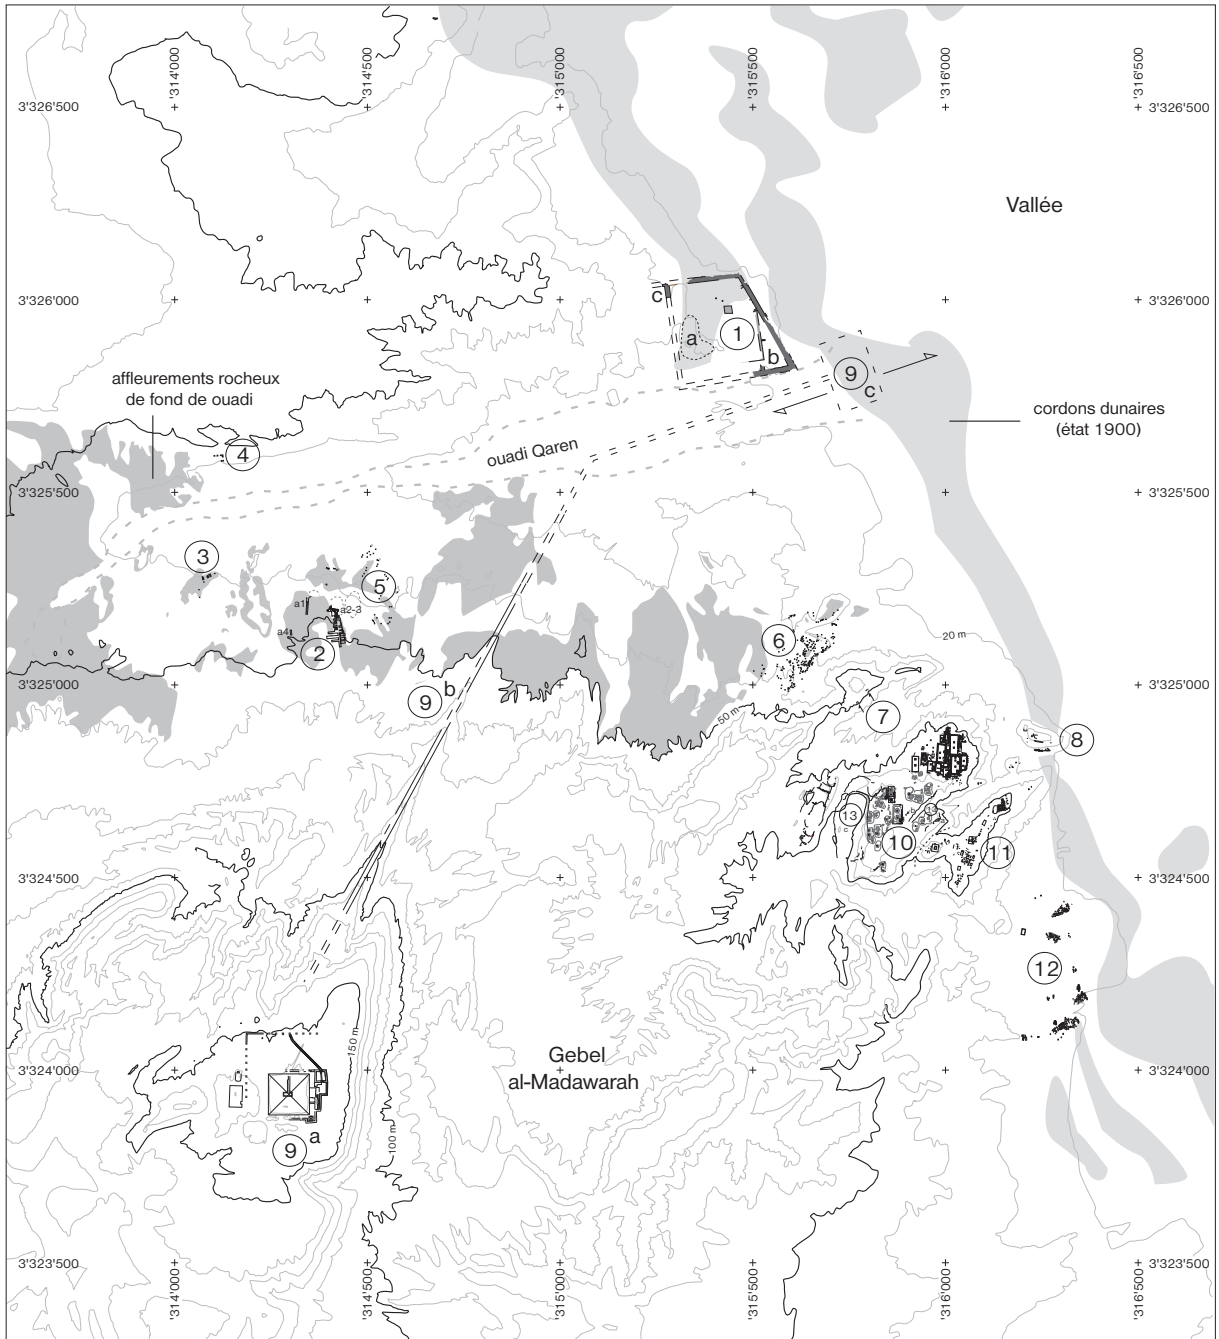 '314'000
'314'500
'315'000
'315'500
'316'000
'316'500
3'326'500
3'326'500
Vallée
3'326'000
3'326'000
c
1
a
b
9
c
affleurements rocheux
de fond de ouadi
cordons dunaires
(état 1900)
4
ouadi Qaren
3'325'500
3'325'500
3
5
a1
a2-3
a4
2
6
20 m
3'325'000
3'325'000
9
b
50 m
7
8
13
13
10
11
3'324'500
3'324'500
12
150 m
Gebel
al-Madawarah
3'324'000
3'324'000
a
9
100 m
3'323'500
3'323'500
'314'000
'314'500
'315'000
'315'500
'316'000
'316'500